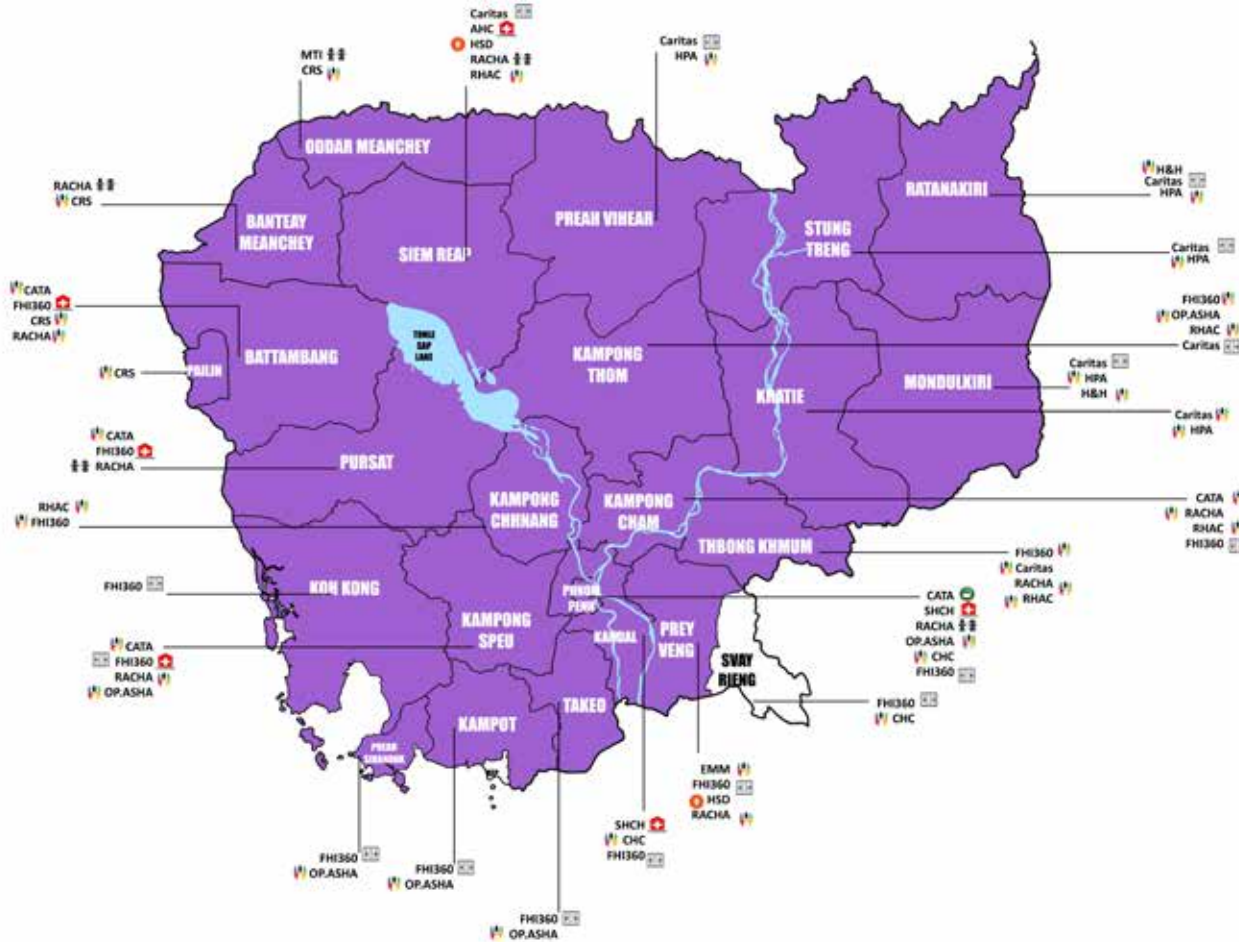 Caritas
AHC
HSD
RACHA
RHAC
MTI
CRS
Caritas
HPA
ODDAR MEANCHEY
RACHA
CRS
BANTEAY
MEANCHEY
SIEM REAP
PREAH VIHEAR
STUNG
TRENG
RATANAKIRI
H&H
Caritas
HPA
Caritas
HPA
CATA
FHI360
CRS
RACHA
BATTAMBANG
TONLE
SAP
LAKE
KAMPONG
THOM
FHI360
OP.ASHA
RHAC
Caritas
CRS
PAILIN
KRATIE
MONDULKIRI
Caritas
HPA
H&H
Caritas
HPA
CATA
FHI360
RACHA
PURSAT
RHAC
FHI360
KAMPONG
CHHNANG
KAMPONG
CHAM
CATA
RACHA
RHAC
FHI360
THBONG KHMUM
FHI360
Caritas
RACHA
RHAC
FHI360
KOH KONG
KAMPONG
SPEU
PHNOM
PENH
KANDAL
PREY
VENG
SVAY
RIENG
CATA
SHCH
RACHA
OP.ASHA
CHC
FHI360
CATA
FHI360
RACHA
OP.ASHA
FHI360
CHC
TAKEO
KAMPOT
PREAH
SIHANOUK
EMM
FHI360
HSD
RACHA
SHCH
CHC
FHI360
FHI360
OP.ASHA
FHI360
OP.ASHA
FHI360
OP.ASHA